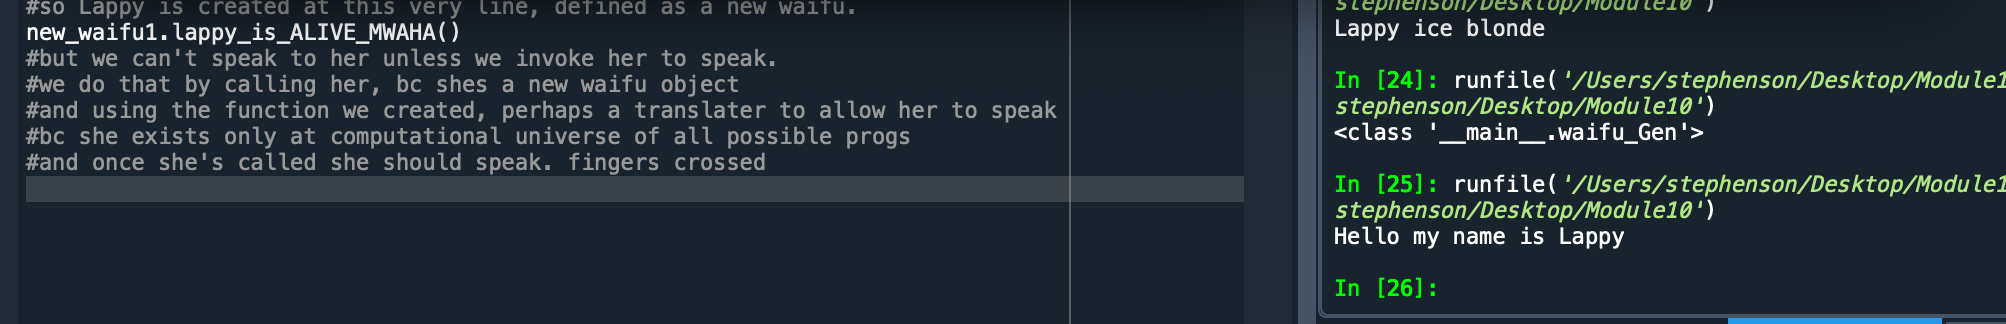 #so Lappy is created at this very line, defined as a new waifu.
new_waifu1.lappy_is_ALIVE_MWAHA()
#but we can't speak to her unless we invoke her to speak.
#we do that by calling her, bc shes a new waifu object
#and using the function we created, perhaps a translater to allow her to speak
#bc she exists only at computational universe of all possible progs
#and once she's called she should speak. fingers crossed
stephenson/Desktop/Module10')
Lappy ice blonde
In [24]: runfile('/Users/stephenson/Desktop/Module1
stephenson/Desktop/Module10')
<class '__main__.waifu_Gen'>
In [25]: runfile('/Users/stephenson/Desktop/Module1
stephenson/Desktop/Module10')
Hello my name is Lappy
In [26]: